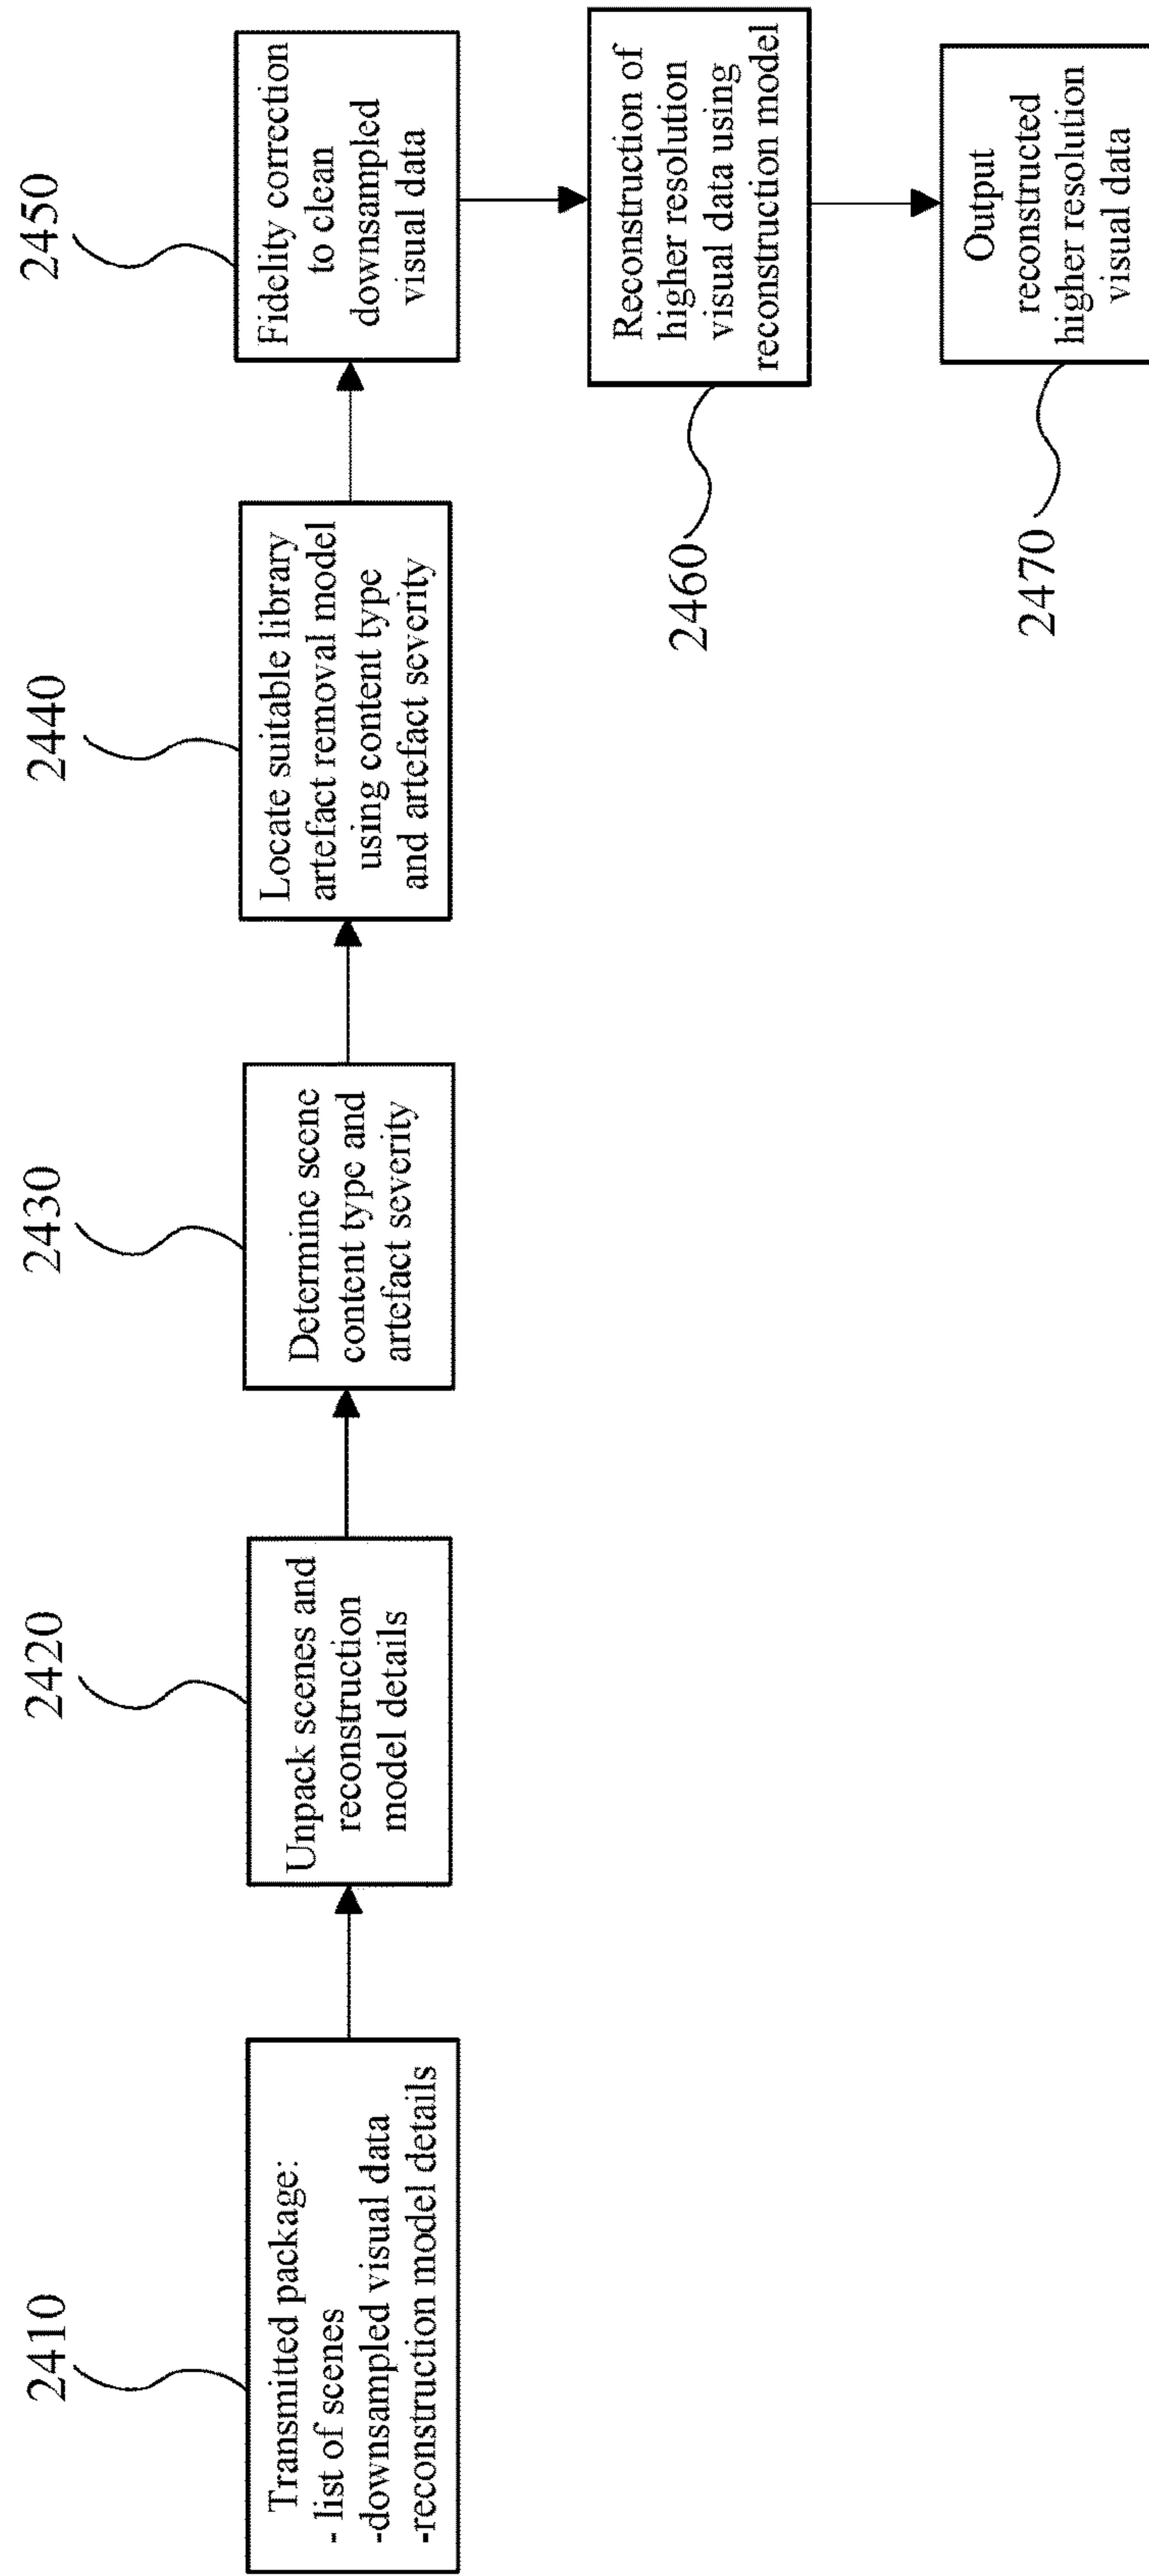 2410
Transmitted package:
- list of scenes
-downsampled visual data
-reconstruction model details
2420
Unpack scenes and
reconstruction
model details
2430
Determine scene
content type and
artefact severity
2440
Locate suitable library
artefact removal model
using content type
and artefact severity
2450
Fidelity correction
to clean
downsampled
visual data
2460
Reconstruction of
higher resolution
visual data using
reconstruction model
2470
Output
reconstructed
higher resolution
visual data